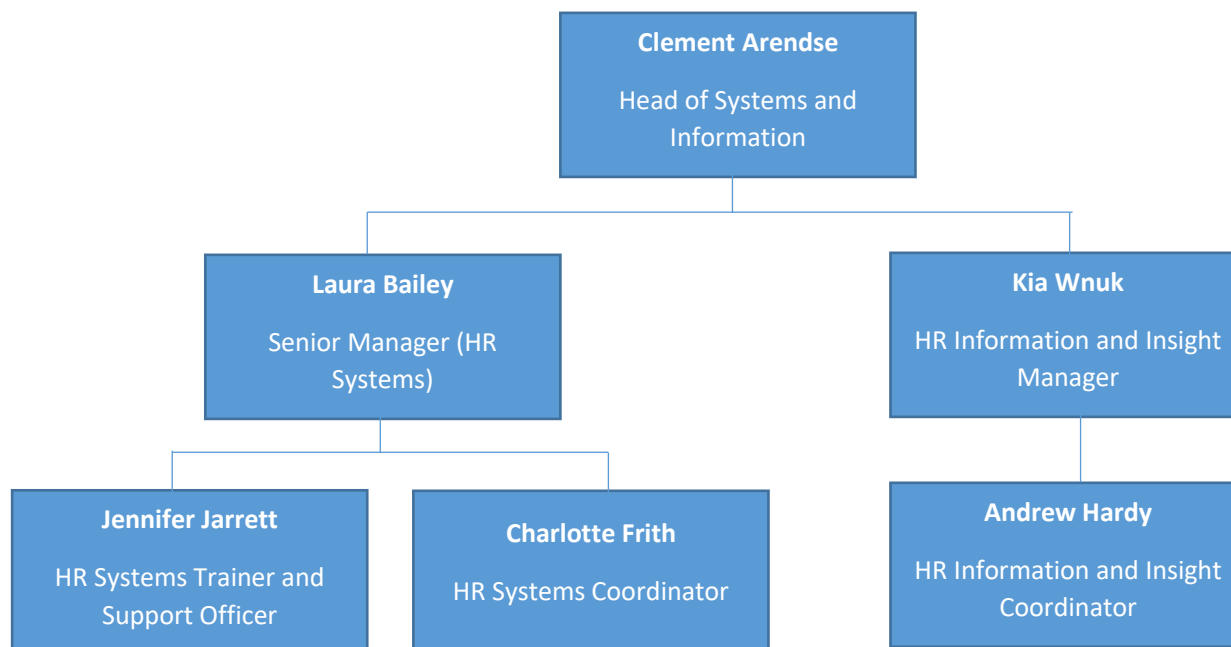 Clement Arendse
Head of Systems and
Information
Laura Bailey
Senior Manager (HR
Systems)
Kia Wnuk
HR Information and Insight
Manager
Jennifer Jarrett
HR Systems Trainer and
Support Officer
Charlotte Frith
HR Systems Coordinator
Andrew Hardy
HR Information and Insight
Coordinator